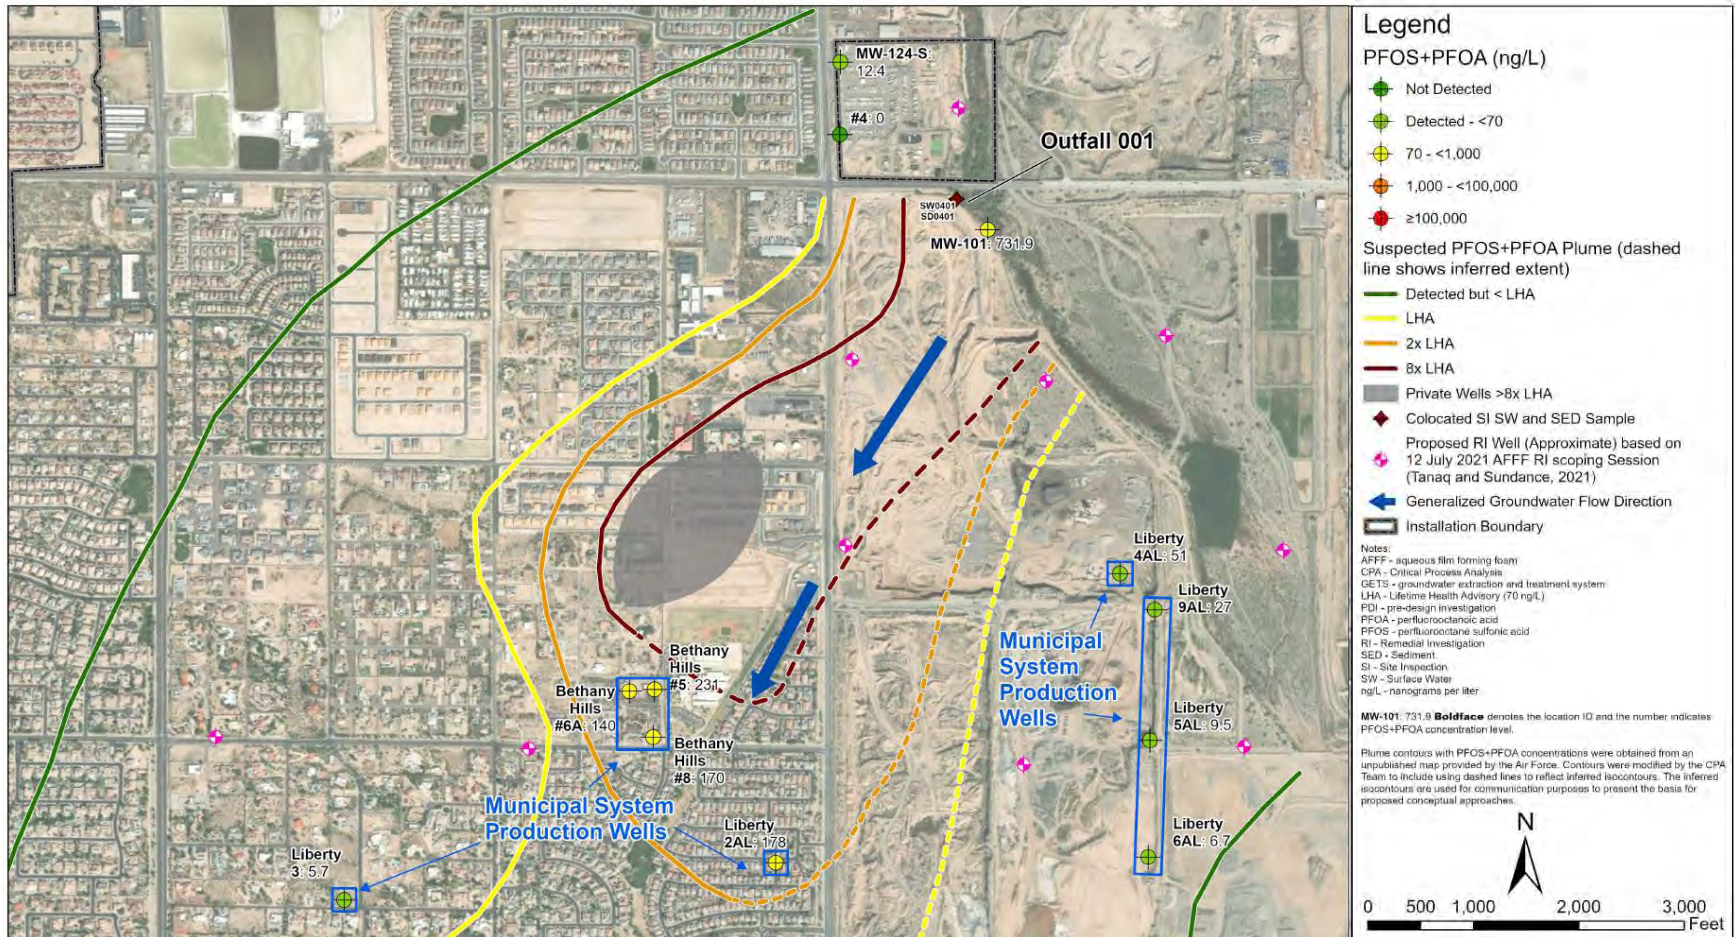 MW-124-S:
12.4
#4: 0
Outfall 001
SW0401
SD0401
MW-101: 731.9
Liberty
4AL: 51
Liberty
9AL: 27
Municipal
System
Production
Wells
Bethany
Hills
#5: 231
Bethany
Hills
#6A: 140
Bethany
Hills
#8: 170
Liberty
5AL: 9.5
Municipal System
Production Wells
Liberty
2AL: 178
Liberty
6AL: 6.7
Liberty
3: 5.7
Legend
PFOS+PFOA (ng/L)
Not Detected
Detected - <70
70 - <1,000
1,000 - <100,000
≥100,000
Suspected PFOS+PFOA Plume (dashed
line shows inferred extent)
Detected but < LHA
LHA
2x LHA
8x LHA
Private Wells >8x LHA
Colocated SI SW and SED Sample
Proposed RI Well (Approximate) based on
12 July 2021 AFFF RI scoping Session
(Tanaq and Sundance, 2021)
Generalized Groundwater Flow Direction
Installation Boundary
Notes:
AFFF - aqueous film forming foam
CPA - Critical Process Analysis
GETS - groundwater extraction and treatment system
LHA - Lifetime Health Advisory (70 ng/L)
PDI - pre-design investigation
PFOA - perfluorooctanoic acid
PFOS - perfluorooctane sulfonic acid
RI - Remedial Investigation
SED - Sediment
SI - Site Inspection
SW - Surface Water
ng/L - nanograms per liter
MW-101: 731.9 Boldface denotes the location ID and the number indicates
PFOS+PFOA concentration level.
Plume contours with PFOS+PFOA concentrations were obtained from an
unpublished map provided by the Air Force. Contours were modified by the CPA
Team to include using dashed lines to reflect inferred isocontours. The inferred
isocontours are used for communication purposes to present the basis for
proposed conceptual approaches.
N
0 500 1,000 2,000 3,000
Feet